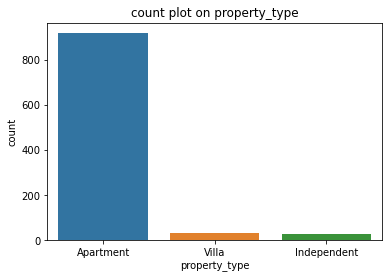 count plot on property_type
count
800
600
400
200
0
Apartment Villa Independent
property_type